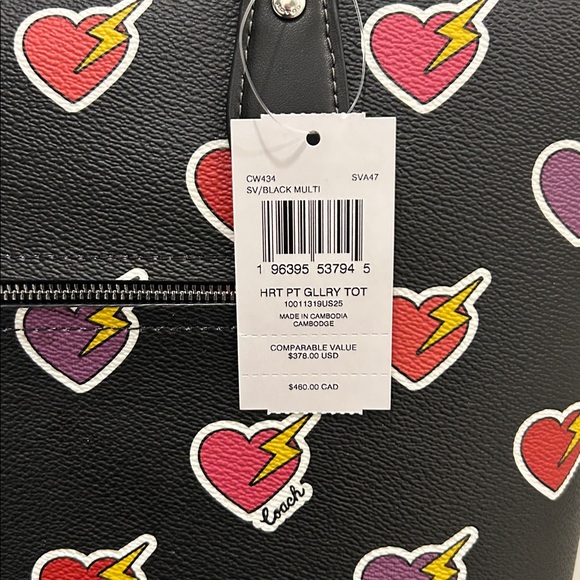 CW434 SVA47
SV/BLACK MULTI
1 96395 53794 5
HRT PT GLLRY TOT
10011319US25
MADE IN CAMBODIA
CAMBODGE
COMPARABLE VALUE
$378.00 USD
$460.00 CAD
Coach